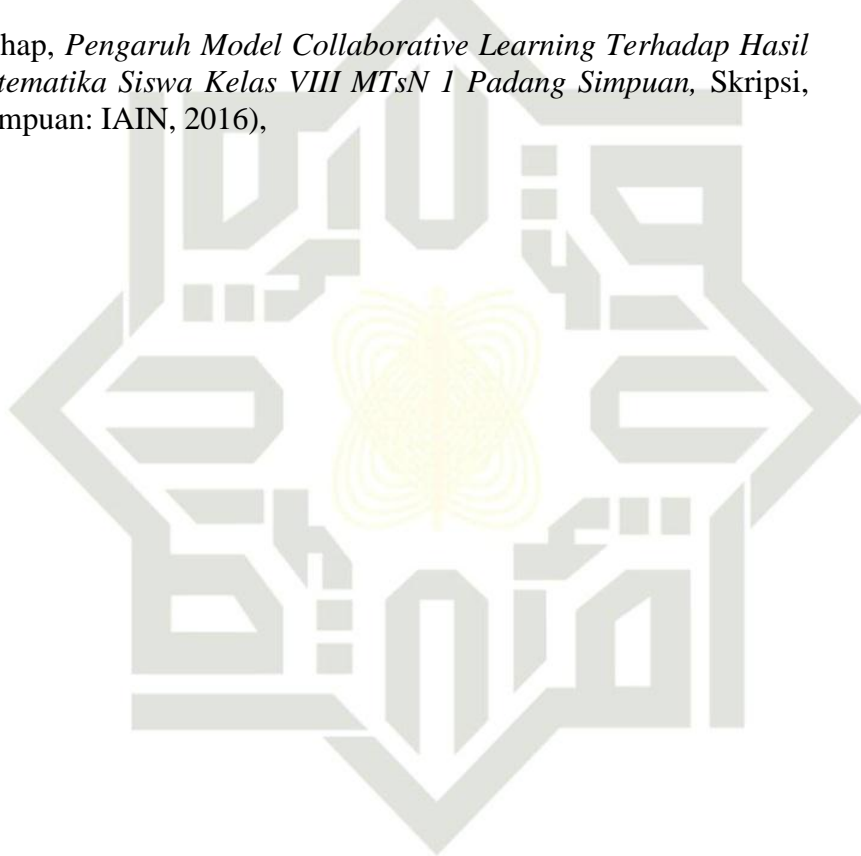 hap, Pengaruh Model Collaborative Learning Terhadap Hasil
tematika Siswa Kelas VIII MTsN 1 Padang Simpuan, Skripsi,
mpuan: IAIN, 2016),